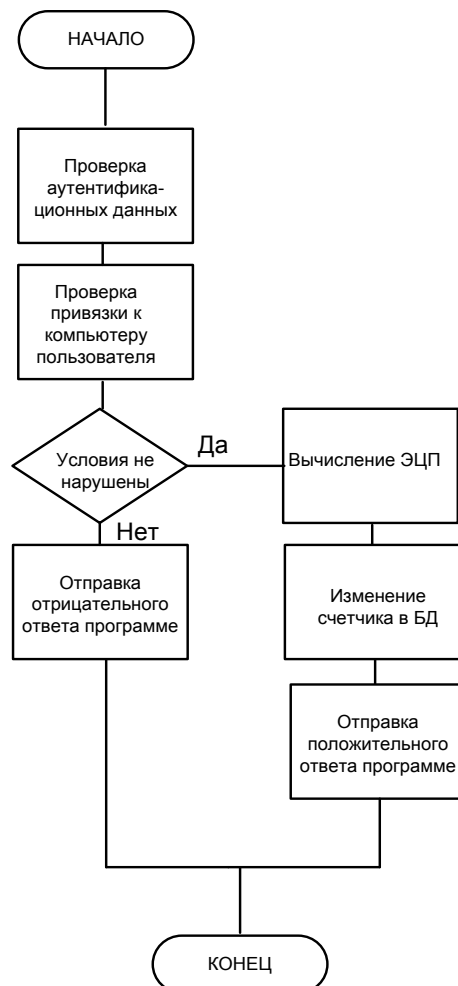 НАЧАЛО
Проверка
аутентифика-
ционных данных
Проверка
привязки к
компьютеру
пользователя
Условия не
нарушены
Да
Вычисление ЭЦП
Нет
Отправка
отрицательного
ответа программе
Изменение
счетчика в БД
Отправка
положительного
ответа программе
КОНЕЦ